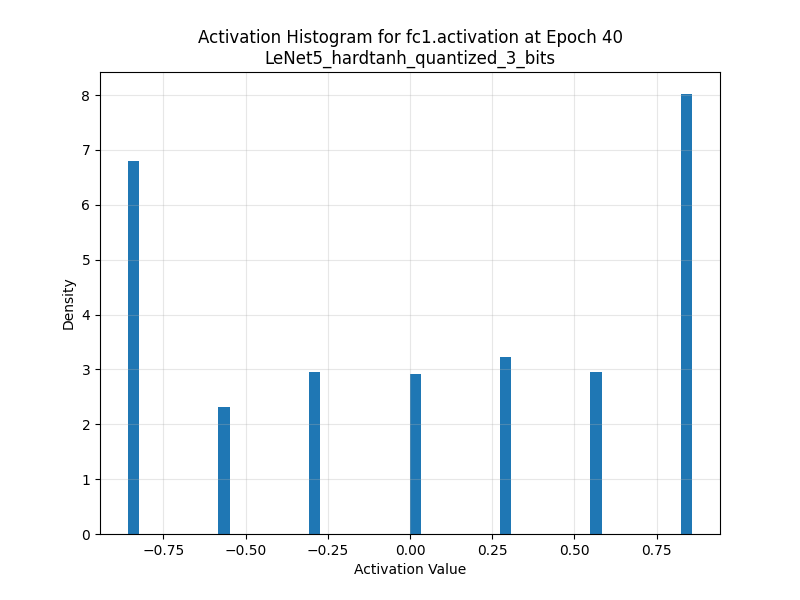 Activation Histogram for fc1.activation at Epoch 40
LeNet5_hardtanh_quantized_3_bits
8
7
6
5
4
3
2
1
0
Density
−0.75 −0.50 −0.25 0.00 0.25 0.50 0.75
Activation Value